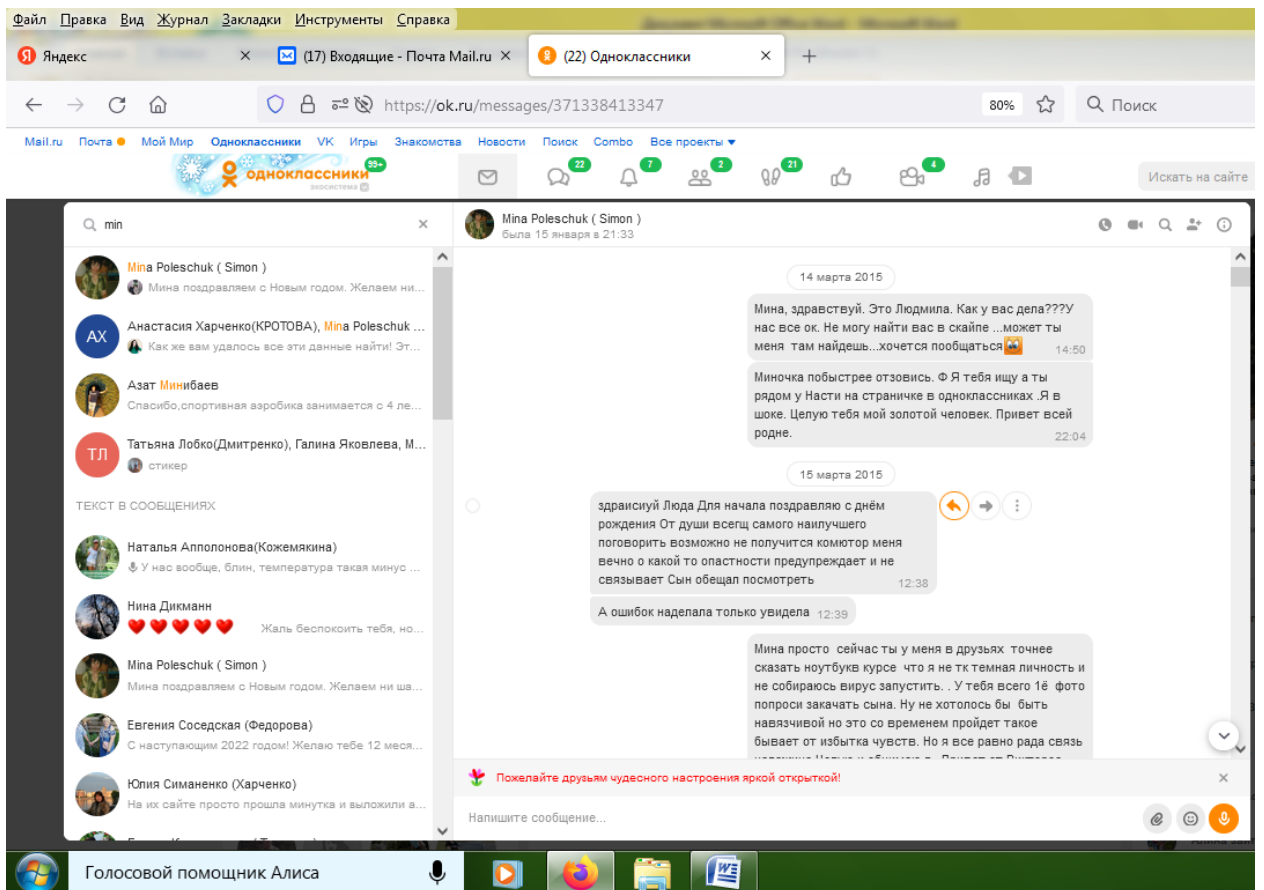 Файл Правка Вид Журнал Закладки Инструменты Справка
Яндекс
(17) Входящие - Почта Mail.ru
(22) Одноклассники
https://ok.ru/messages/371338413347
80%
Поиск
Mail.ru Почта Мой Мир Одноклассники VK Игры Знакомства Новости Поиск Combo Все проекты
одноклассники
экосистема
99+
22
7
2
21
4
Искать на сайте
min
Mina Poleschuk ( Simon )
Мина поздравляем с Новым годом. Желаем ни...
АХ
Анастасия Харченко(КРОТОВА), Mina Poleschuk ...
Как же вам удалось все эти данные найти! Эт...
Азат Минибаев
Спасибо,спортивная аэробика занимается с 4 ле...
ТЛ
Татьяна Лобко(Дмитренко), Галина Яковлева, М...
стикер
ТЕКСТ В СООБЩЕНИЯХ
Наталья Апполонова(Кожемякина)
У нас вообще, блин, температура такая минус ...
Нина Дикманн
Жаль беспокоить тебя, но...
Mina Poleschuk ( Simon )
Мина поздравляем с Новым годом. Желаем ни ша...
Евгения Соседская (Федорова)
С наступающим 2022 годом! Желаю тебе 12 меся...
Юлия Симаненко (Харченко)
На их сайте просто прошла минутка и выложили а...
Mina Poleschuk ( Simon )
была 15 января в 21:33
14 марта 2015
Мина, здравствуй. Это Людмила. Как у вас дела???У
нас все ок. Не могу найти вас в скайпе ...может ты
меня там найдешь...хочется пообщаться
14:50
Миночка побыстрее отзовись. Ф Я тебя ищу а ты
рядом у Насти на страничке в одноклассниках .Я в
шоке. Целую тебя мой золотой человек. Привет всей
родне.
22:04
15 марта 2015
здраисиуй Люда Для начала поздравляю с днём
рождения От души всегщ самого наилучшего
поговорить возможно не получится комютор меня
вечно о какой то опастности предупреждает и не
связывает Сын обещал посмотреть
12:38
А ошибок наделала только увидела 12:39
Мина просто сейчас ты у меня в друзьях точнее
сказать ноутбукв курсе что я не тк темная личность и
не собираюсь вирус запустить. . У тебя всего 1ё фото
попроси закачать сына. Ну не хотолось бы быть
навязчивой но это со временем пройдет такое
бывает от избытка чувств. Но я все равно рада связь
Пожелайте друзьям чудесного настроения яркой открыткой!
Напишите сообщение...
Голосовой помощник Алиса